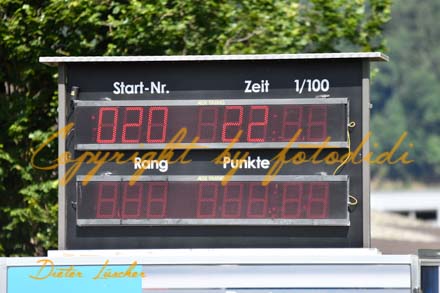 Start-Nr. Zeit 1/100
020 22
Copyright by fotodidi
Rang Punkte
Dieter Lüscher